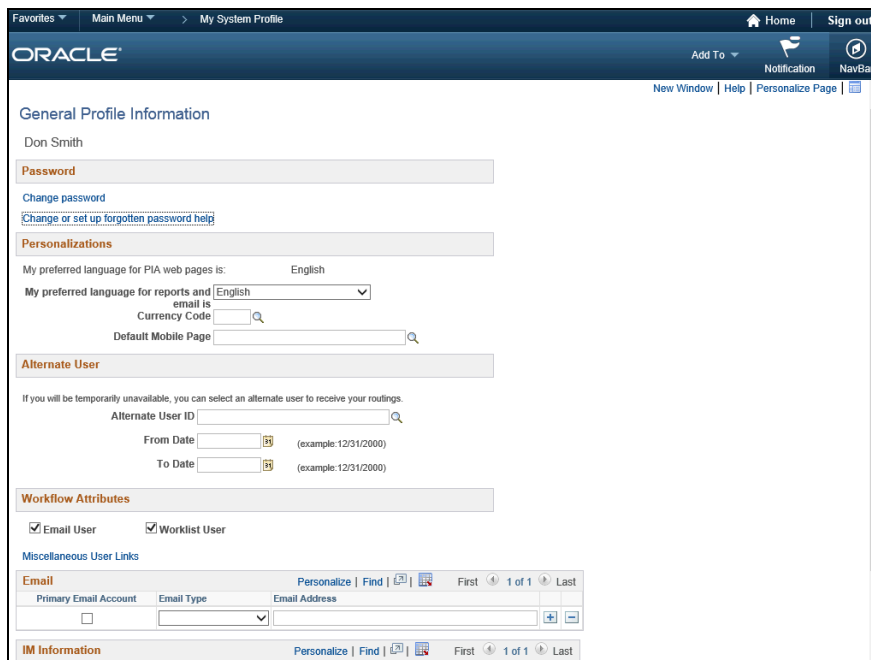 Favorites Main Menu > My System Profile Home Sign out
ORACLE Add To Notification NavBa
New Window | Help | Personalize Page |
General Profile Information
Don Smith
Password
Change password
Change or set up forgotten password help
Personalizations
My preferred language for PIA web pages is: English
My preferred language for reports and email is English
Currency Code
Default Mobile Page
Alternate User
If you will be temporarily unavailable, you can select an alternate user to receive your routings.
Alternate User ID
From Date 31 (example:12/31/2000)
To Date 31 (example:12/31/2000)
Workflow Attributes
Email User Worklist User
Miscellaneous User Links
Email Personalize | Find | | First 1 of 1 Last
Primary Email Account Email Type Email Address
IM Information Personalize | Find | | First 1 of 1 Last